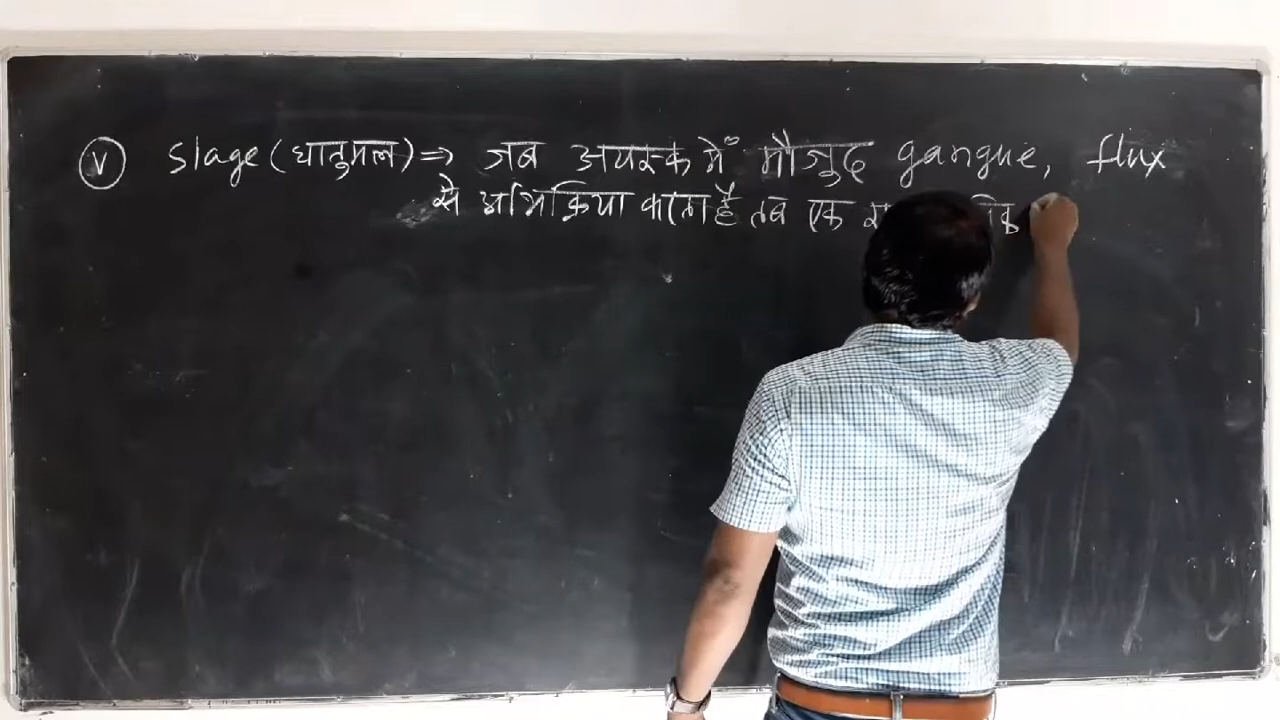 (v) Slage (धातुमल) ⇒ जब अयस्क में मौजुद gangue, flux
से अभिक्रिया करता है तब एक